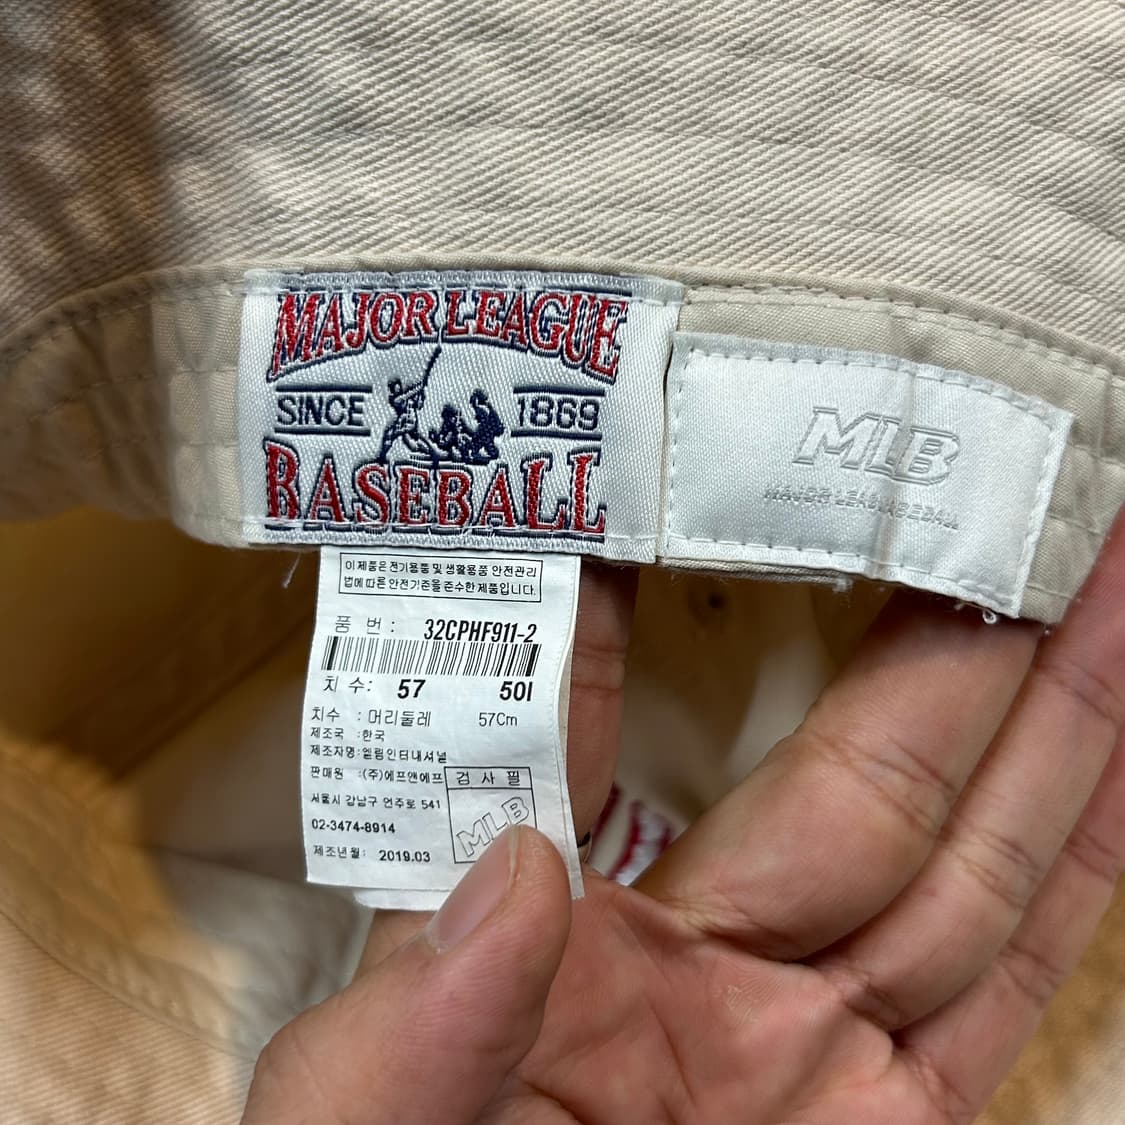 MAJOR LEAGUE
SINCE 1869
BASEBALL
MLB
MAJOR LEAGUE BASEBALL
이 제품은 전기용품 및 생활용품 안전관리
법에 따른 안전기준을 준수한 제품입니다.
품 번 : 32CPHF911-2
치 수: 57 50I
치수 : 머리둘레 57Cm
제조국 :한국
제조자명:엘림인터내셔널
판매원 :(주)에프앤에프
검 사 필
MLB
서울시 강남구 언주로 541
02-3474-8914
제조년월: 2019.03